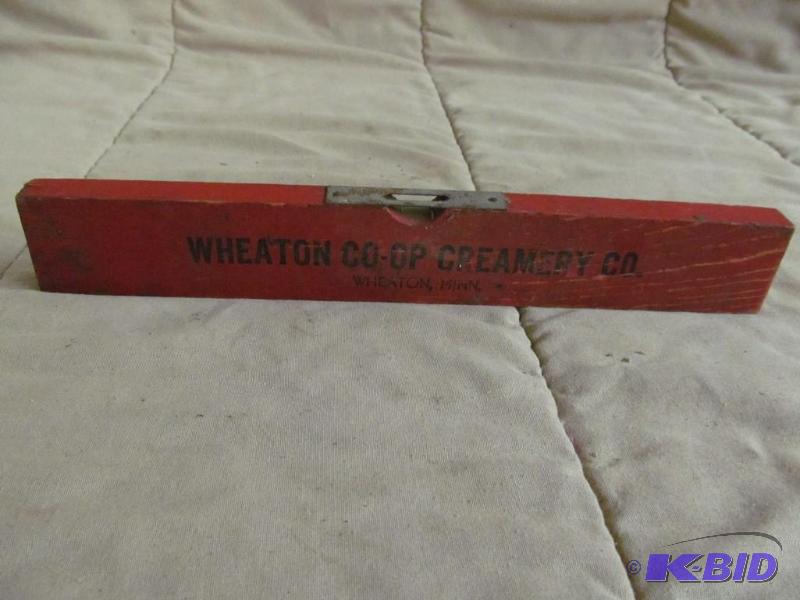 WHEATON CO-OP CREAMERY CO.
WHEATON, MINN.
© K-BID